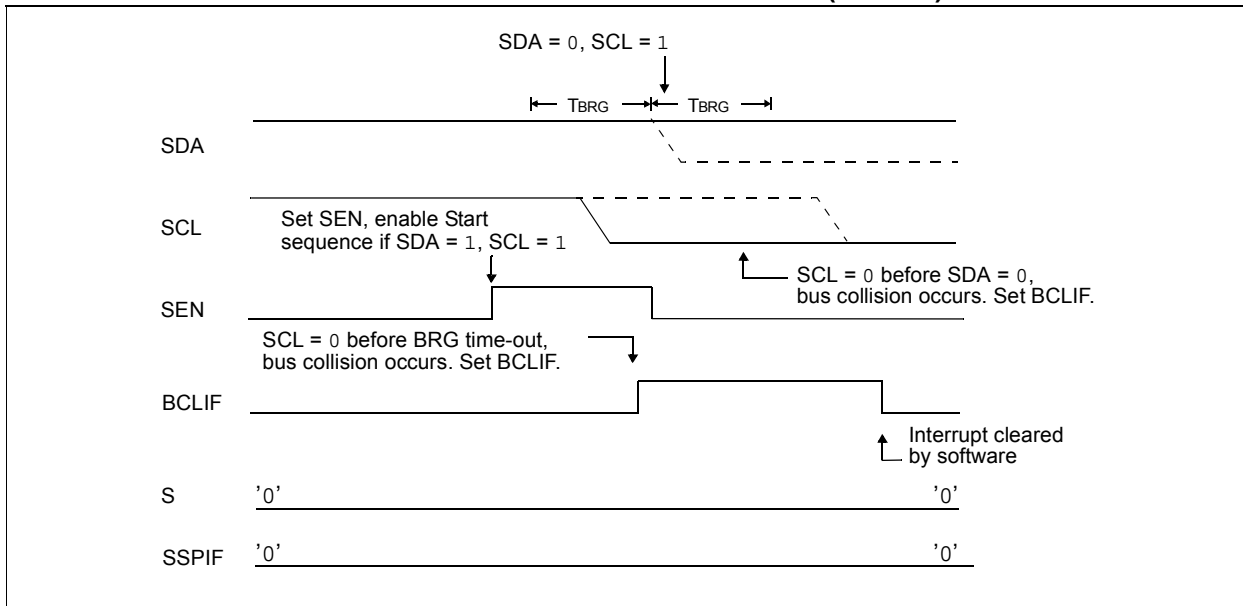 SDA = 0, SCL = 1
TBRG TBRG
SDA
SCL
Set SEN, enable Start
sequence if SDA = 1, SCL = 1
SCL = 0 before SDA = 0,
bus collision occurs. Set BCLIF.
SEN
SCL = 0 before BRG time-out,
bus collision occurs. Set BCLIF.
BCLIF
Interrupt cleared
by software
S '0' '0'
SSPIF '0' '0'